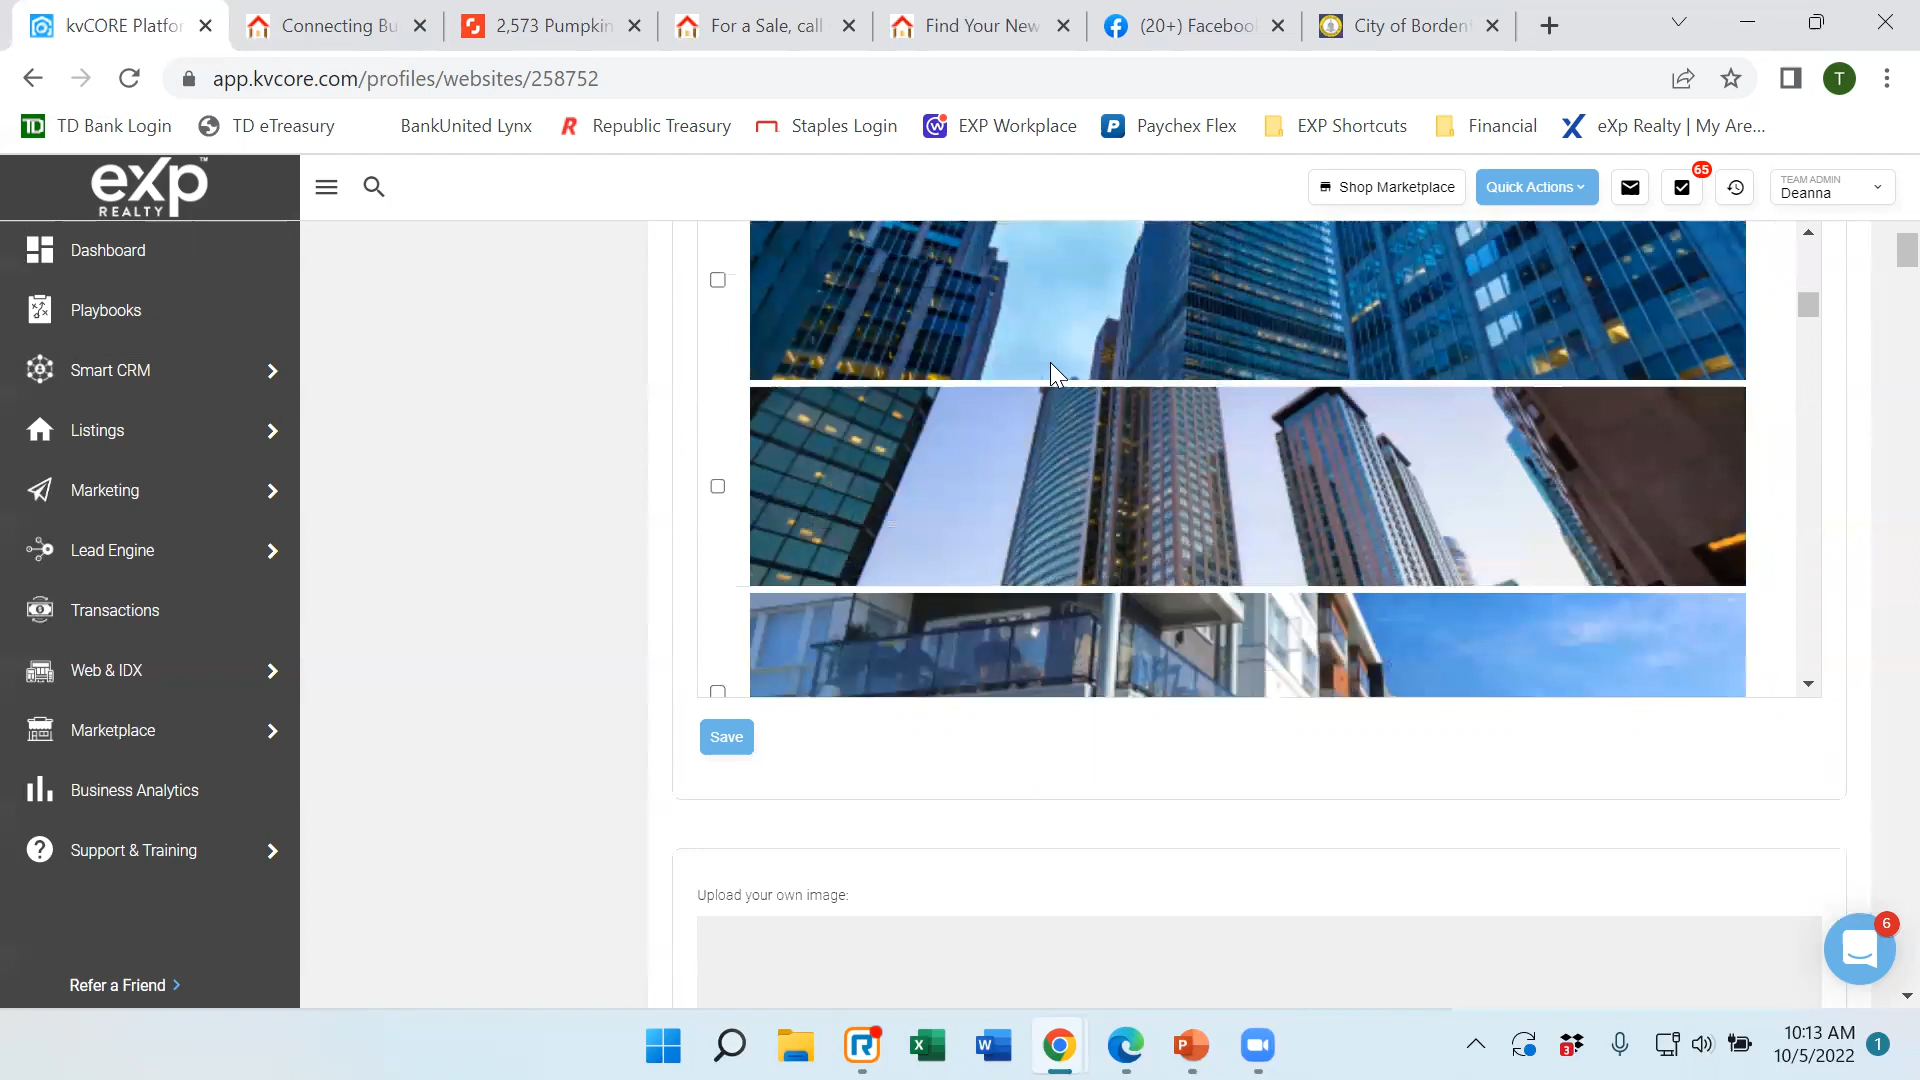 kvCORE Platfor
Connecting Bu
2,573 Pumpkin
For a Sale, call
Find Your New
(20+) Facebook
City of Bordent
app.kvcore.com/profiles/websites/258752
T
TD Bank Login
TD eTreasury
BankUnited Lynx
Republic Treasury
Staples Login
EXP Workplace
Paychex Flex
EXP Shortcuts
Financial
eXp Realty | My Are...
eXp REALTY™
Shop Marketplace
Quick Actions
65
TEAM ADMIN
Deanna
Dashboard
Playbooks
Smart CRM
Listings
Marketing
Lead Engine
Transactions
Web & IDX
Marketplace
Business Analytics
Support & Training
Refer a Friend
Save
Upload your own image:
6
3
10:13 AM
10/5/2022
1